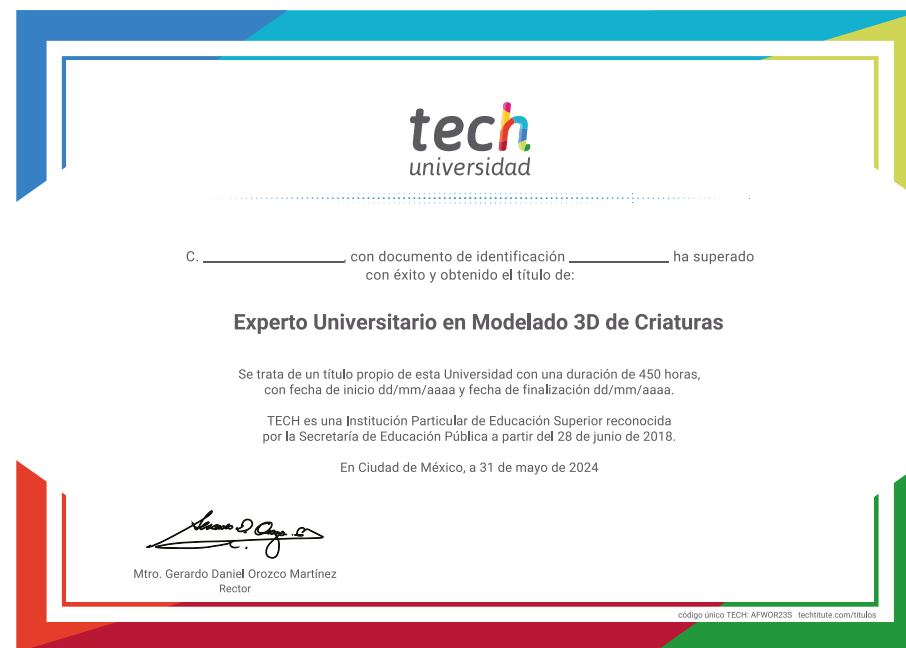 tech
universidad
C. ____________, con documento de identificación ____________ ha superado
con éxito y obtenido el título de:
Experto Universitario en Modelado 3D de Criaturas
Se trata de un título propio de esta Universidad con una duración de 450 horas,
con fecha de inicio dd/mm/aaaa y fecha de finalización dd/mm/aaaa.
TECH es una Institución Particular de Educación Superior reconocida
por la Secretaría de Educación Pública a partir del 28 de junio de 2018.
En Ciudad de México, a 31 de mayo de 2024
Mtro. Gerardo Daniel Orozco Martínez
Rector
código único TECH: AFWOR23S techtitute.com/titulos